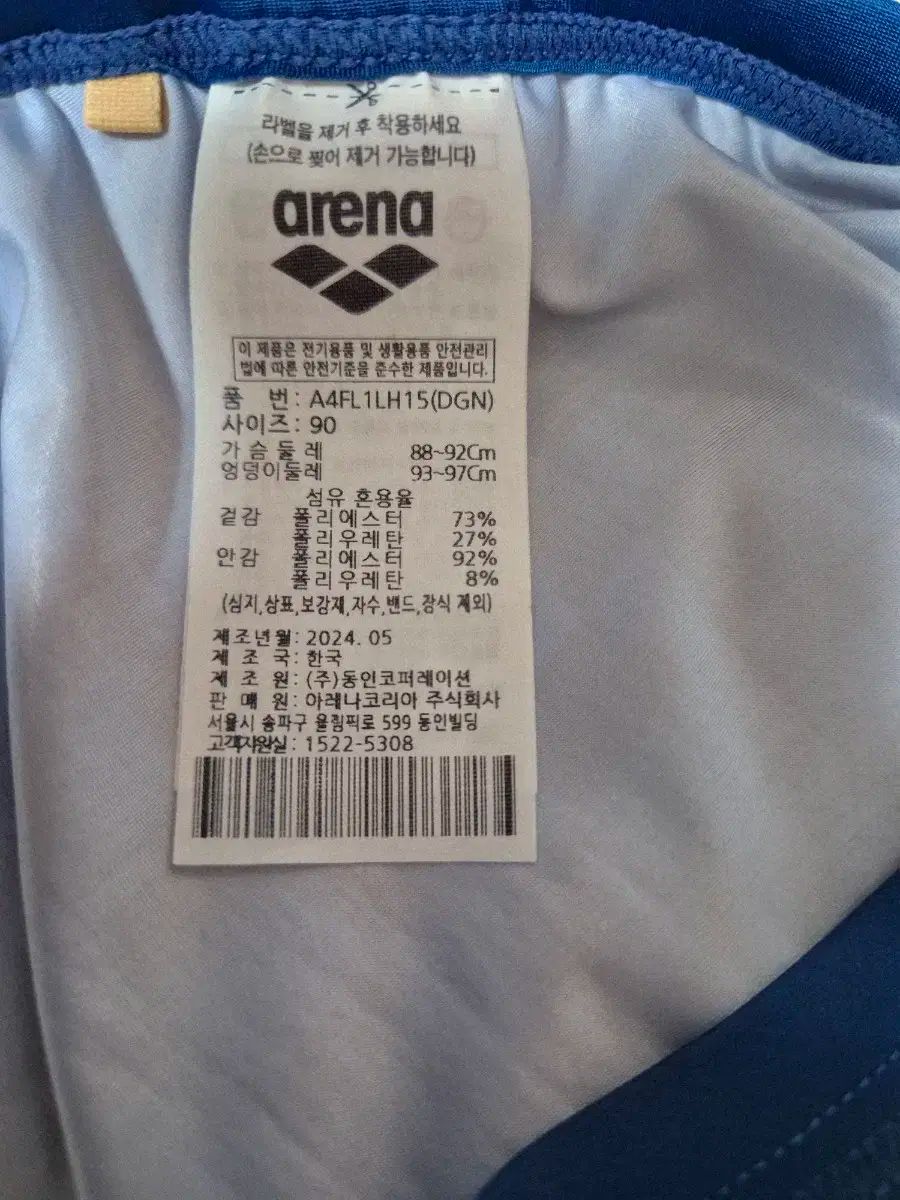 라벨을 제거 후 착용하세요
(손으로 찢어 제거 가능합니다)
arena
이 제품은 전기용품 및 생활용품 안전관리
법에 따른 안전기준을 준수한 제품입니다.
품 번: A4FL1LH15(DGN)
사이즈: 90
가슴둘레 88~92Cm
엉덩이둘레 93~97Cm
섬유 혼용율
겉감 폴리에스터 73%
폴리우레탄 27%
안감 폴리에스터 92%
폴리우레탄 8%
(심지,상표,보강재,자수,밴드,장식 제외)
제조년월: 2024. 05
제 조 국: 한국
제 조 원: (주)동인코퍼레이션
판 매 원: 아레나코리아 주식회사
서울시 송파구 올림픽로 599 동인빌딩
고객지원실: 1522-5308